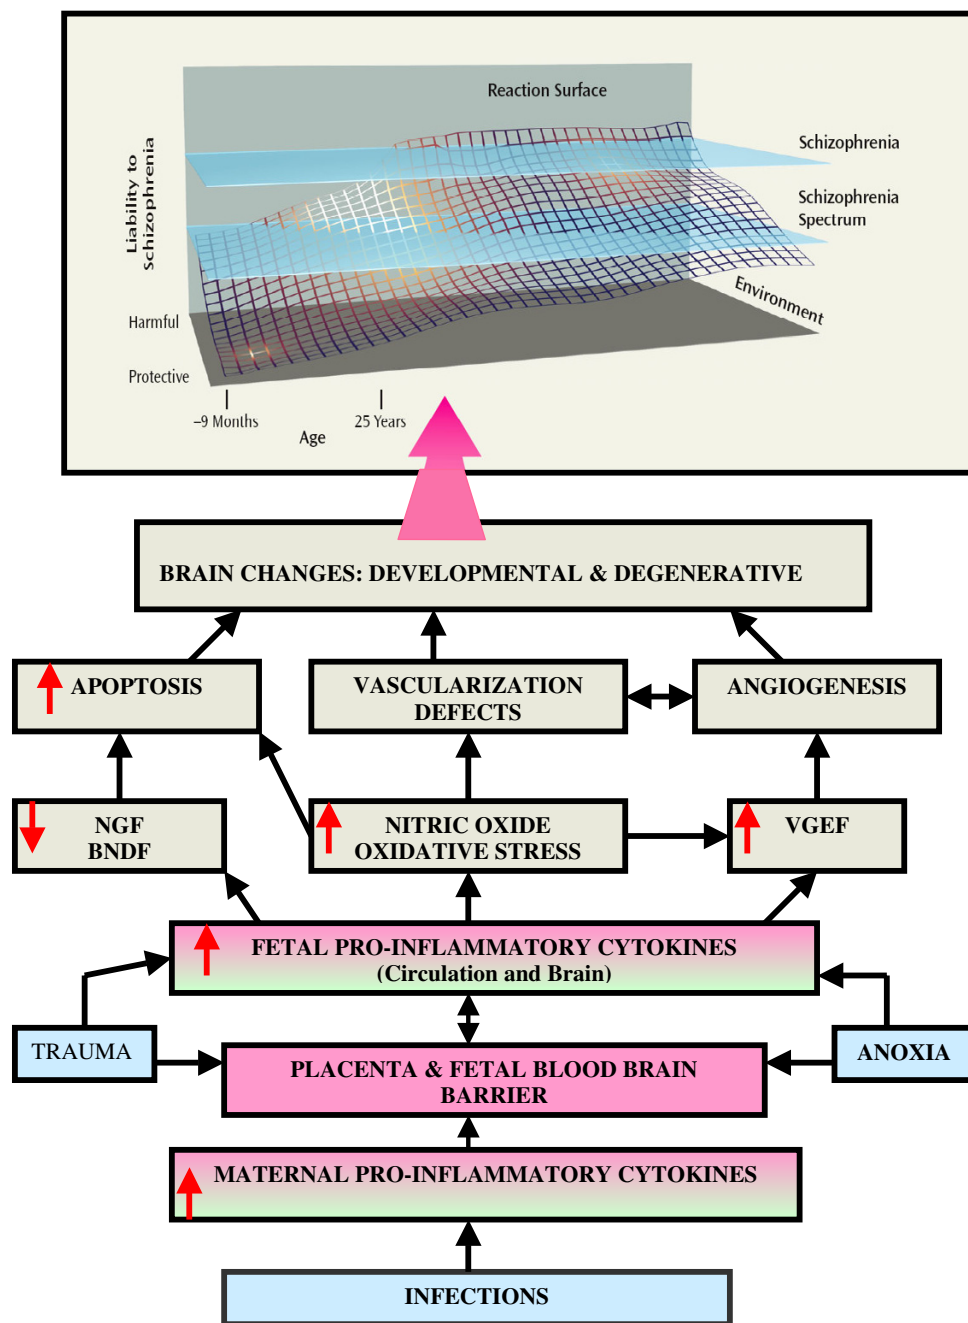 Reaction Surface
Liability to
Schizophrenia
Schizophrenia
Schizophrenia
Spectrum
Environment
Harmful
Protective
–9 Months
25 Years
Age
BRAIN CHANGES: DEVELOPMENTAL & DEGENERATIVE
APOPTOSIS
VASCULARIZATION
DEFECTS
ANGIOGENESIS
NGF
BNDF
NITRIC OXIDE
OXIDATIVE STRESS
VGEF
FETAL PRO-INFLAMMATORY CYTOKINES
(Circulation and Brain)
TRAUMA
ANOXIA
PLACENTA & FETAL BLOOD BRAIN
BARRIER
MATERNAL PRO-INFLAMMATORY CYTOKINES
INFECTIONS